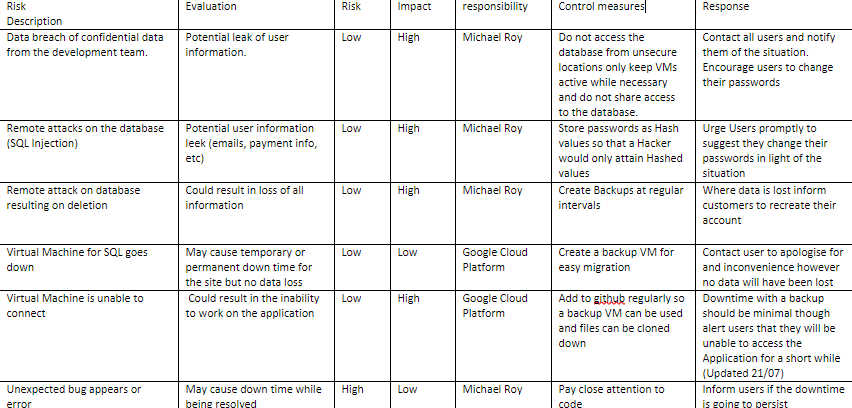 Risk Description
Evaluation
Risk
Impact
responsibility
Control measures
Response
Data breach of confidential data
from the development team.
Potential leak of user
information.
Low
High
Michael Roy
Do not access the
database from unsecure
locations only keep VMs
active while necessary
and do not share access
to the database.
Contact all users and notify
them of the situation.
Encourage users to change
their passwords
Remote attacks on the database
(SQL Injection)
Potential user information
leek (emails, payment info,
etc)
Low
High
Michael Roy
Store passwords as Hash
values so that a Hacker
would only attain Hashed
values
Urge Users promptly to
suggest they change their
passwords in light of the
situation
Remote attack on database
resulting on deletion
Could result in loss of all
information
Low
High
Michael Roy
Create Backups at regular
intervals
Where data is lost inform
customers to recreate their
account
Virtual Machine for SQL goes
down
May cause temporary or
permanent down time for
the site but no data loss
Low
Low
Google Cloud
Platform
Create a backup VM for
easy migration
Contact user to apologise for
and inconvenience however
no data will have been lost
Virtual Machine is unable to
connect
Could result in the inability
to work on the application
Low
High
Google Cloud
Platform
Add to github regularly so
a backup VM can be used
and files can be cloned
down
Downtime with a backup
should be minimal though
alert users that they will be
unable to access the
Application for a short while
(Updated 21/07)
Unexpected bug appears or
error
May cause down time while
being resolved
High
Low
Michael Roy
Pay close attention to
code
Inform users if the downtime
is going to persist